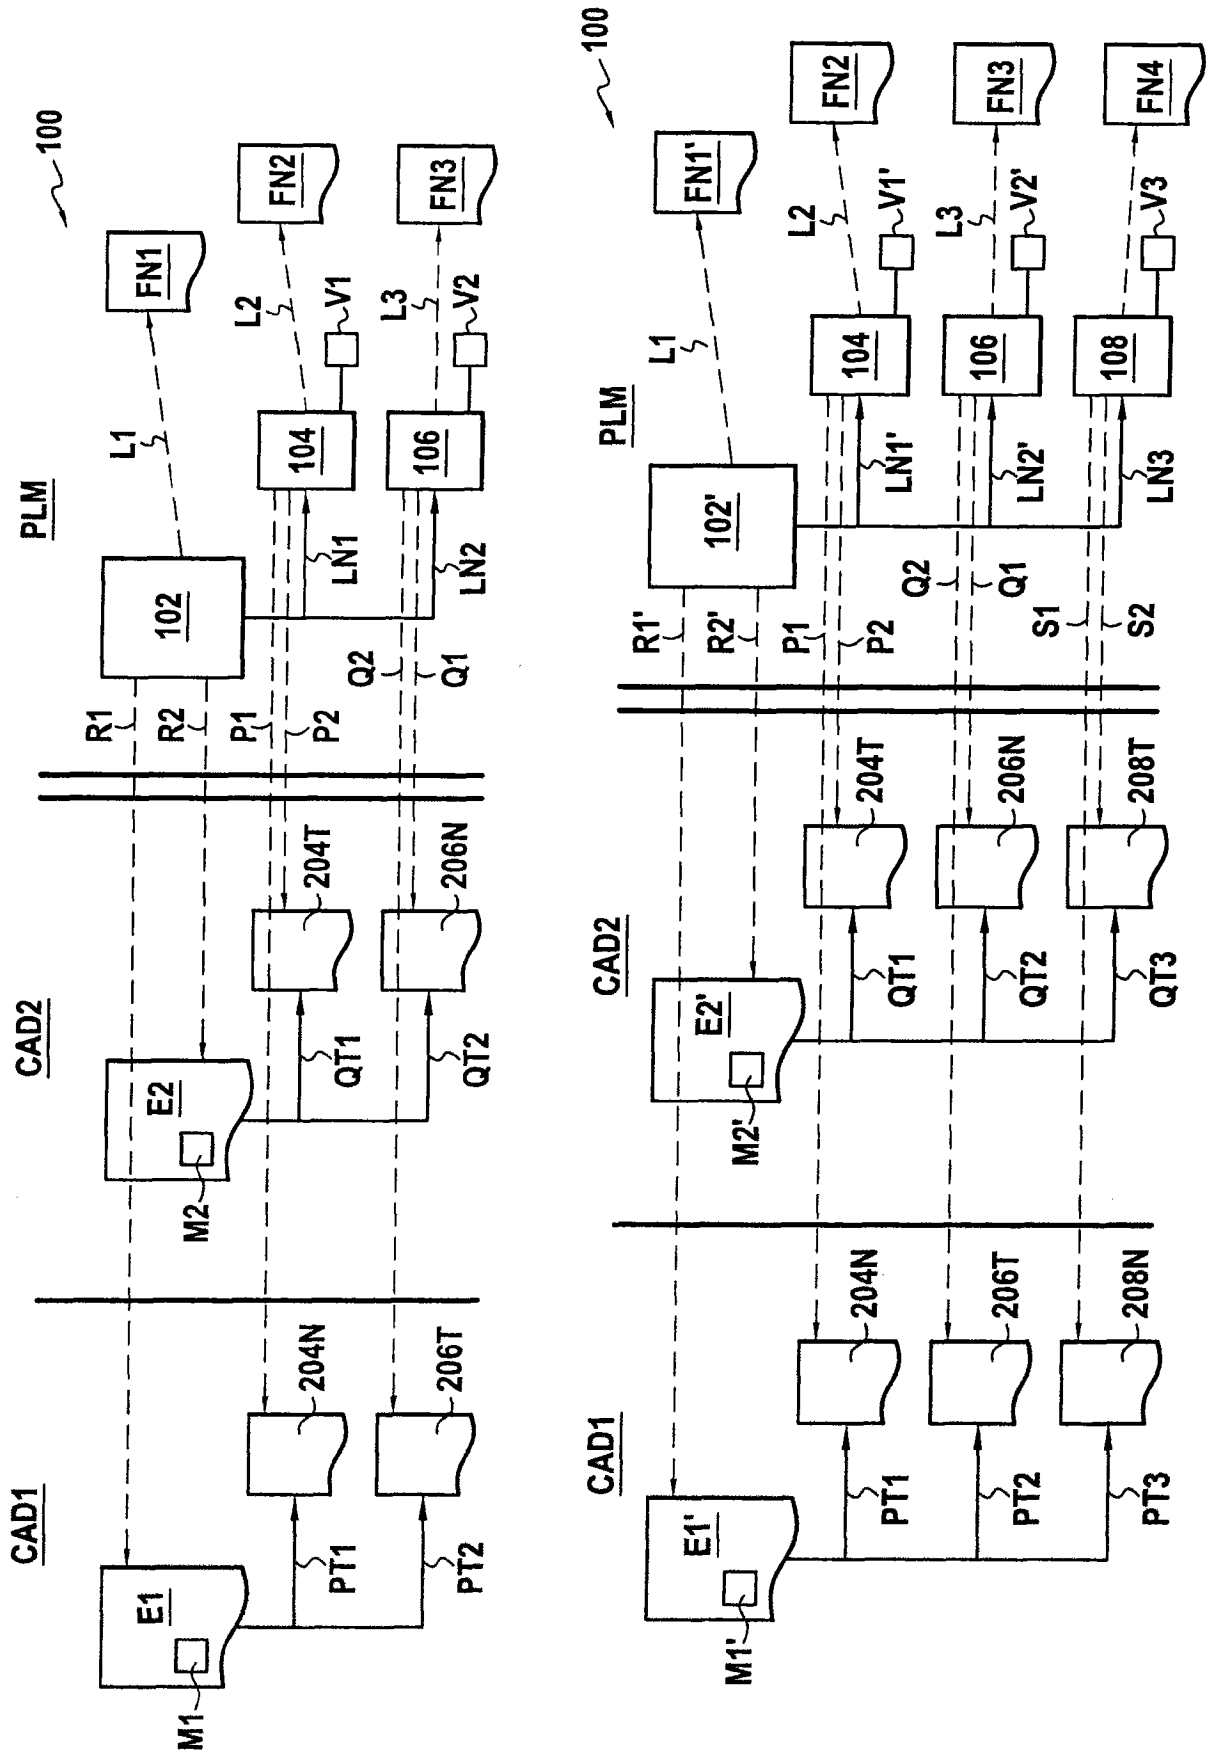 100
CAD1
CAD2
PLM
E1
M1
PT1
PT2
204N
206T
E2
M2
QT1
QT2
204T
206N
R1
R2
P1
P2
Q2
Q1
102
L1
FN1
LN1
LN2
104
106
L2
L3
FN2
FN3
V1
V2
100
CAD1
CAD2
PLM
E1'
M1'
PT1
PT2
PT3
204N
206T
208N
E2'
M2'
QT1
QT2
QT3
204T
206N
208T
R1'
R2'
P1
P2
Q2
Q1
S1
S2
102'
L1
FN1'
LN1'
LN2'
LN3
104
106
108
L2
L3
FN2
FN3
FN4
V1'
V2'
V3